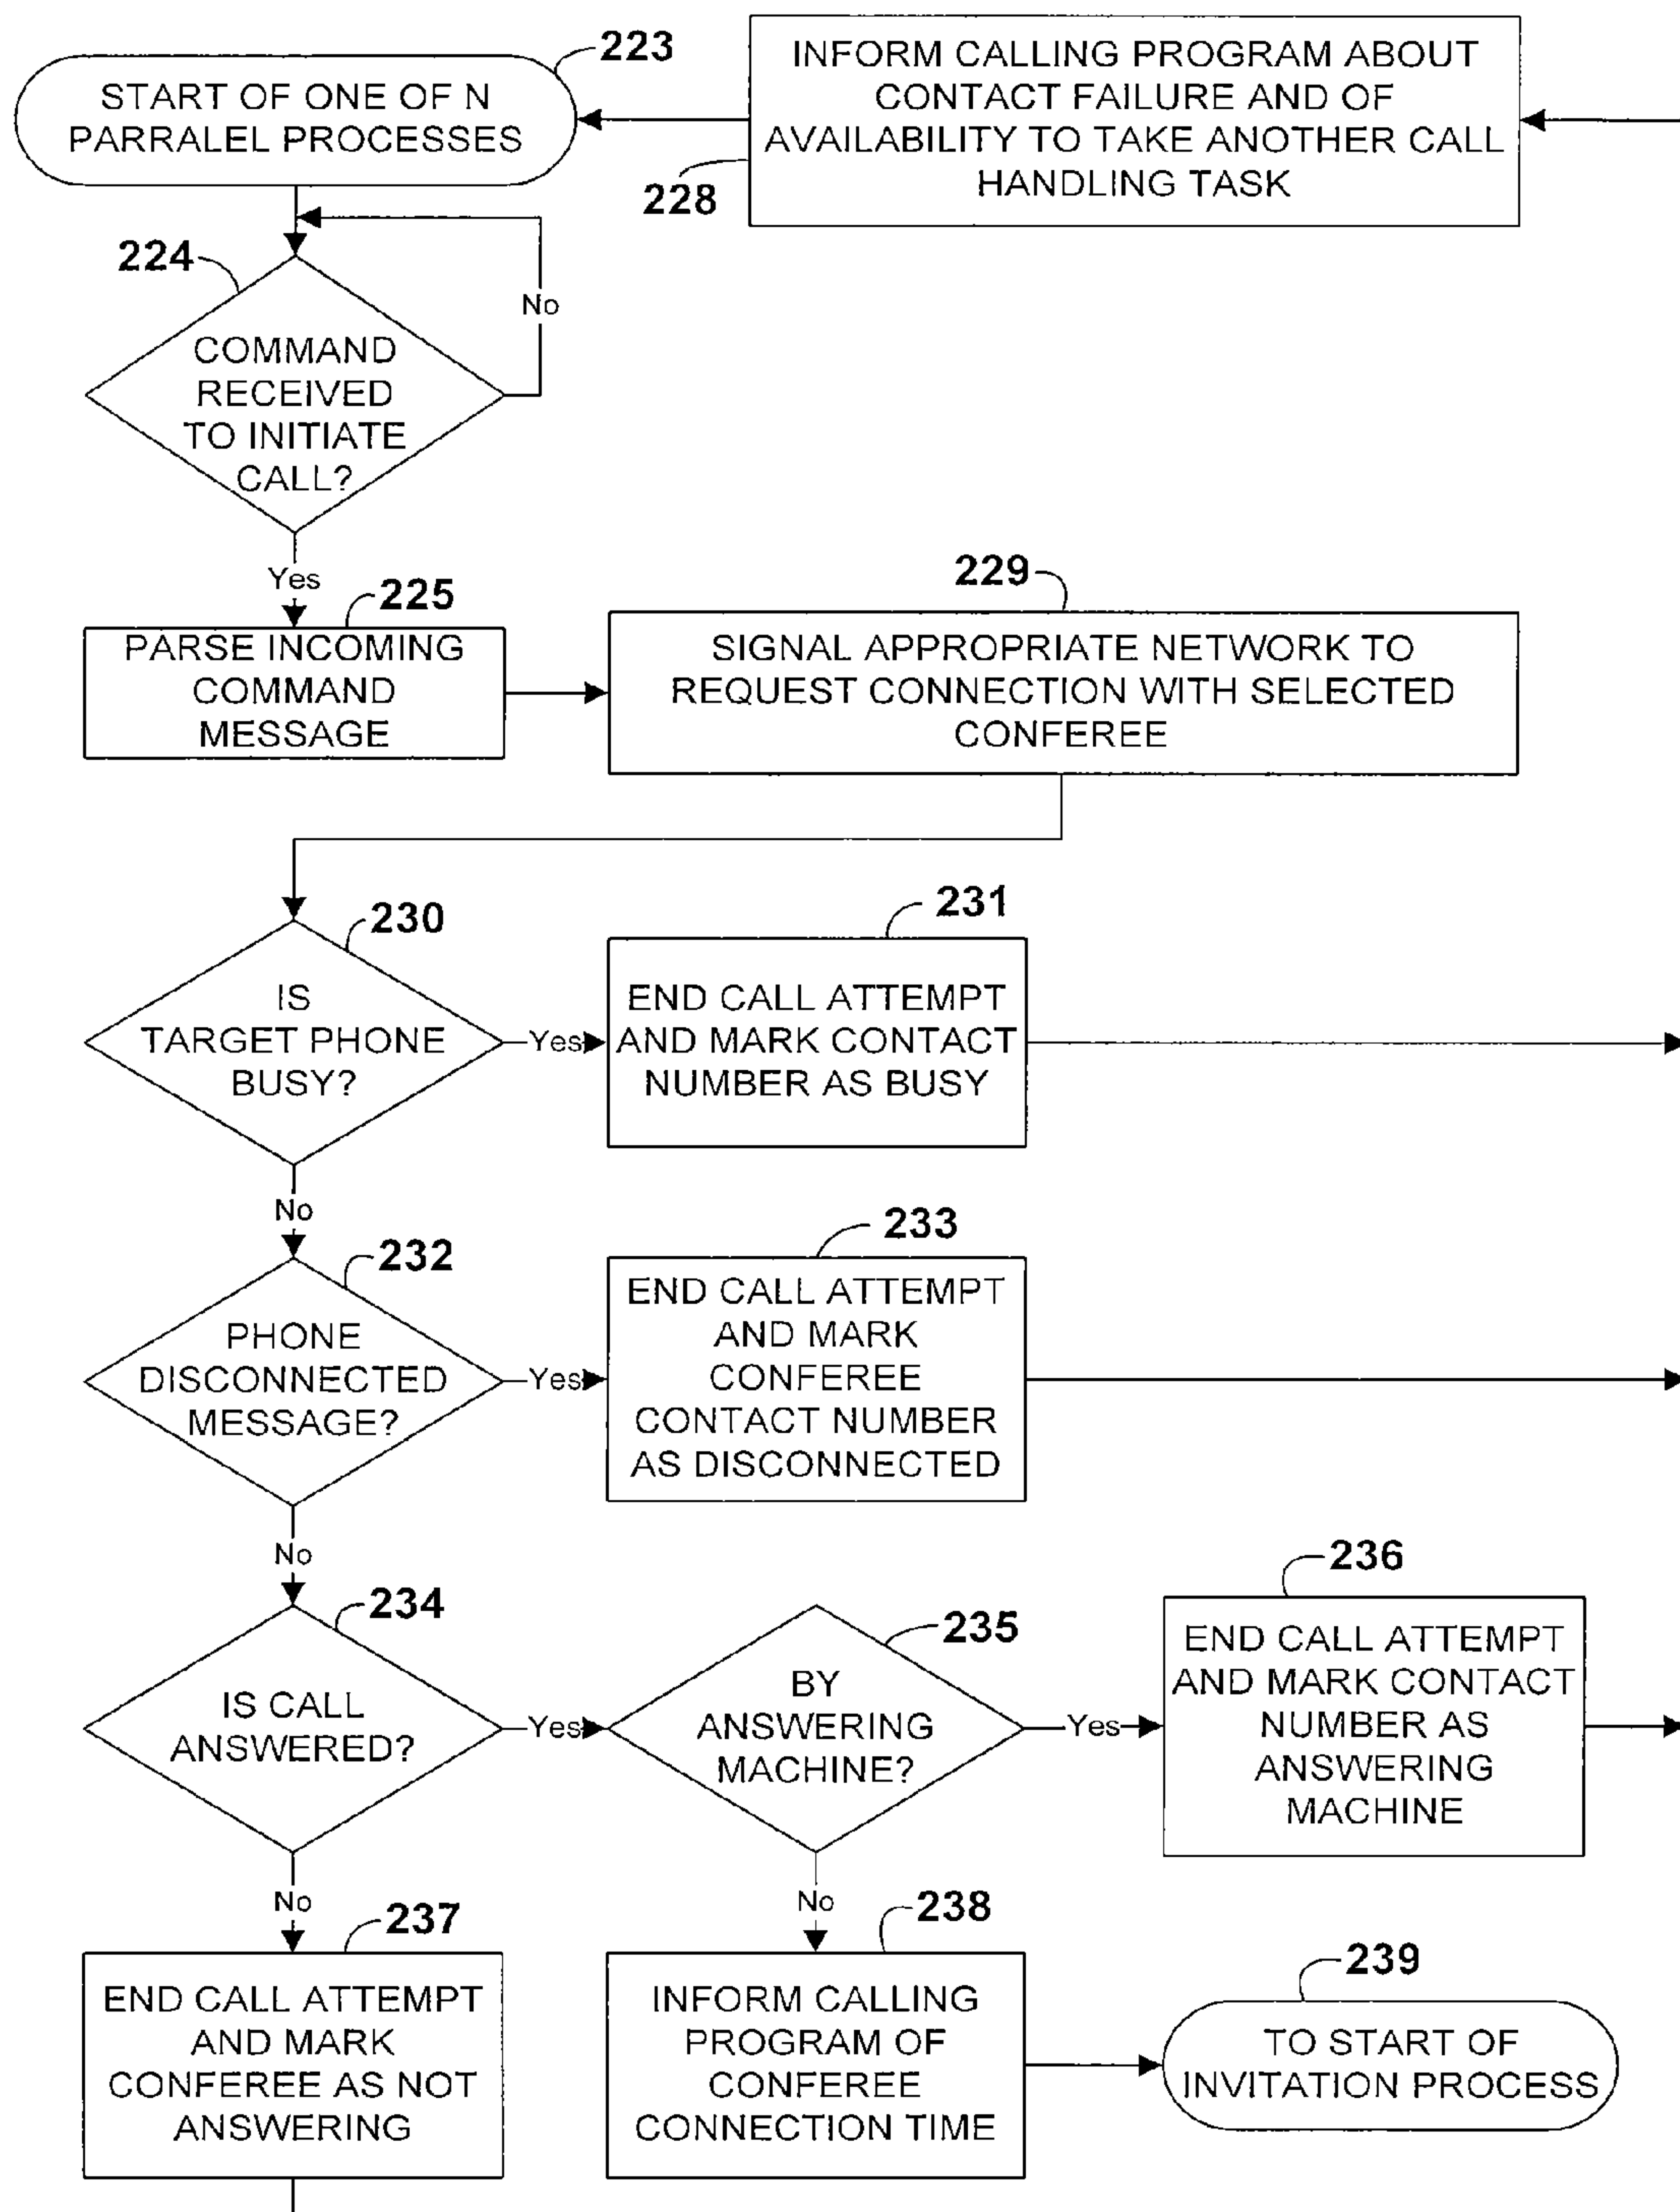 223
START OF ONE OF N
PARRALEL PROCESSES
INFORM CALLING PROGRAM ABOUT
CONTACT FAILURE AND OF
AVAILABILITY TO TAKE ANOTHER CALL
HANDLING TASK
228
224
COMMAND
RECEIVED
TO INITIATE
CALL?
No
Yes
225
PARSE INCOMING
COMMAND
MESSAGE
229
SIGNAL APPROPRIATE NETWORK TO
REQUEST CONNECTION WITH SELECTED
CONFEREE
230
IS
TARGET PHONE
BUSY?
Yes
231
END CALL ATTEMPT
AND MARK CONTACT
NUMBER AS BUSY
No
232
PHONE
DISCONNECTED
MESSAGE?
Yes
233
END CALL ATTEMPT
AND MARK
CONFEREE
CONTACT NUMBER
AS DISCONNECTED
No
234
IS CALL
ANSWERED?
Yes
235
BY
ANSWERING
MACHINE?
Yes
236
END CALL ATTEMPT
AND MARK CONTACT
NUMBER AS
ANSWERING
MACHINE
No
237
END CALL ATTEMPT
AND MARK
CONFEREE AS NOT
ANSWERING
No
238
INFORM CALLING
PROGRAM OF
CONFEREE
CONNECTION TIME
239
TO START OF
INVITATION PROCESS